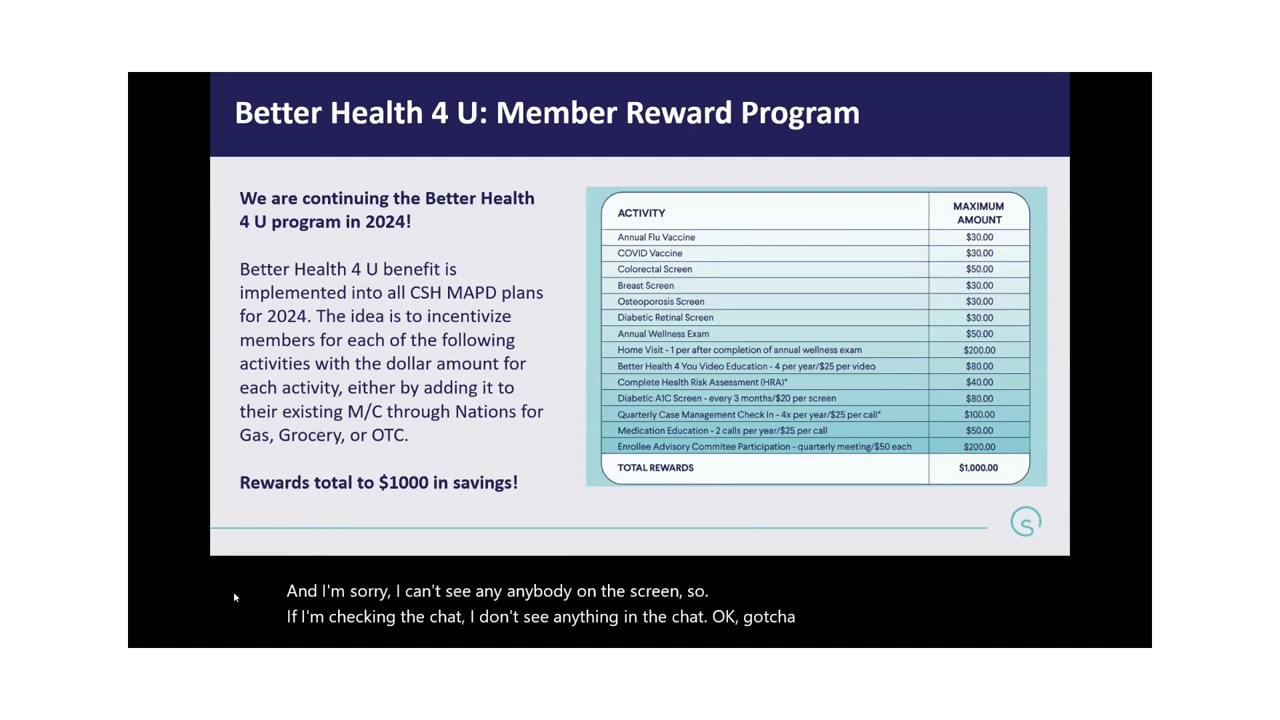 Better Health 4 U: Member Reward Program
We are continuing the Better Health
4 U program in 2024!
Better Health 4 U benefit is
implemented into all CSH MAPD plans
for 2024. The idea is to incentivize
members for each of the following
activities with the dollar amount for
each activity, either by adding it to
their existing M/C through Nations for
Gas, Grocery, or OTC.
Rewards total to $1000 in savings!
ACTIVITY MAXIMUM AMOUNT
Annual Flu Vaccine $30.00
COVID Vaccine $30.00
Colorectal Screen $50.00
Breast Screen $30.00
Osteoporosis Screen $30.00
Diabetic Retinal Screen $30.00
Annual Wellness Exam $50.00
Home Visit - 1 per after completion of annual wellness exam $200.00
Better Health 4 You Video Education - 4 per year/$25 per video $80.00
Complete Health Risk Assessment (HRA)* $40.00
Diabetic A1C Screen - every 3 months/$20 per screen $80.00
Quarterly Case Management Check In - 4x per year/$25 per call* $100.00
Medication Education - 2 calls per year/$25 per call $50.00
Enrollee Advisory Commitee Participation - quarterly meeting/$50 each $200.00
TOTAL REWARDS $1,000.00
S
And I'm sorry, I can't see any anybody on the screen, so.
If I'm checking the chat, I don't see anything in the chat. OK, gotcha